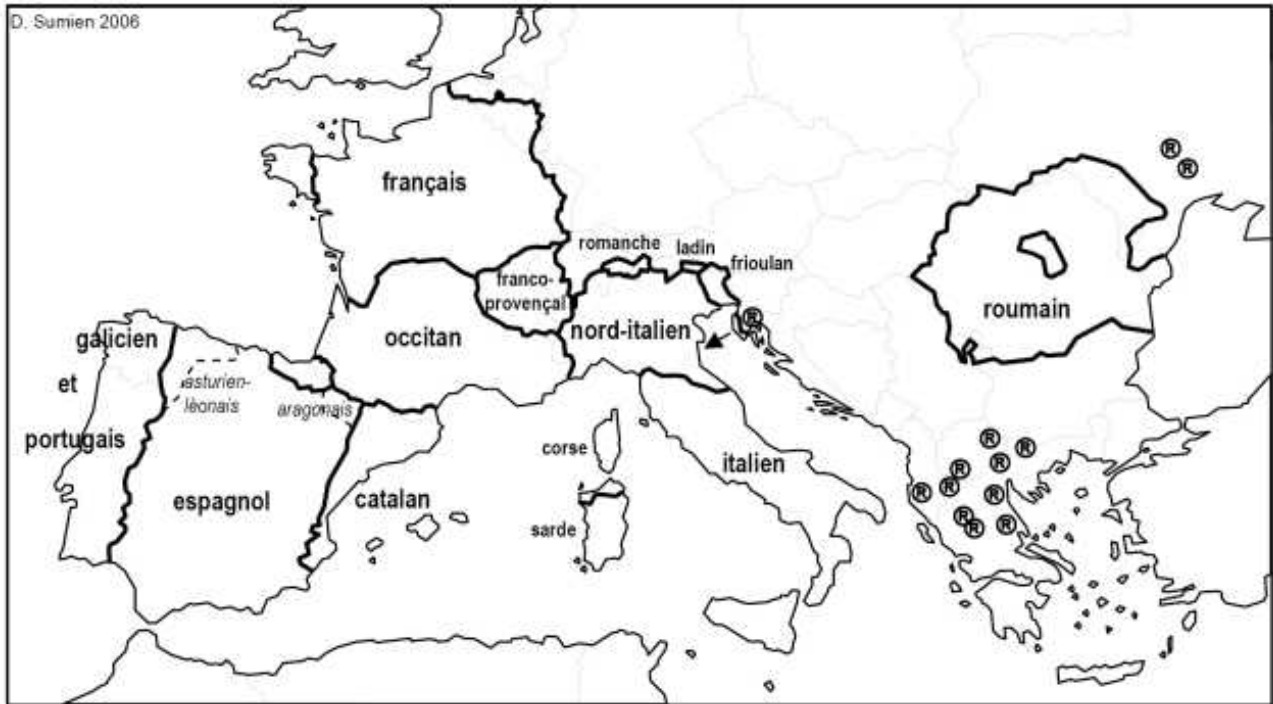 D. Sumien 2006
français
romanche
ladin
frioulan
franco-
provençal
roumain
galicien
occitan
nord-italien
et
asturien-
lèonais
aragonais
portugais
corse
italien
espagnol
catalan
sarde
R
R
R
R
R
R
R
R
R
R
R
R
R